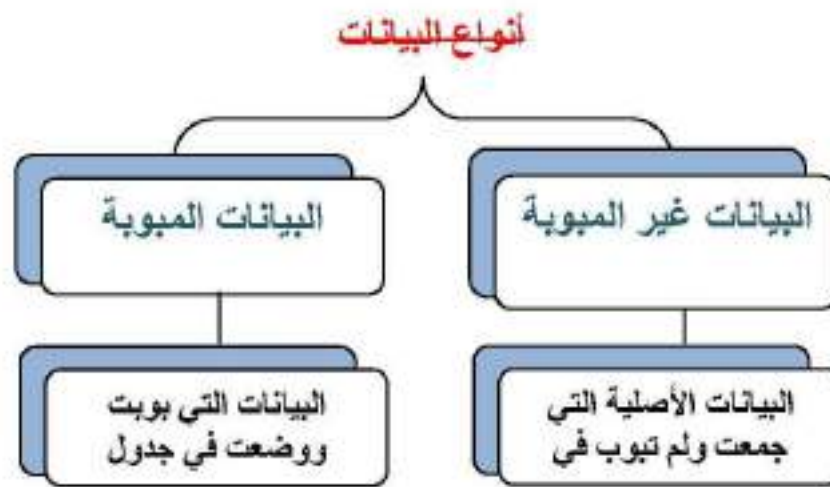 أنواع البيانات
البيانات غير المبوبة
البيانات المبوبة
البيانات الأصلية التي
جمعت ولم تبوب في
البيانات التي بوبت
ووضعت في جدول